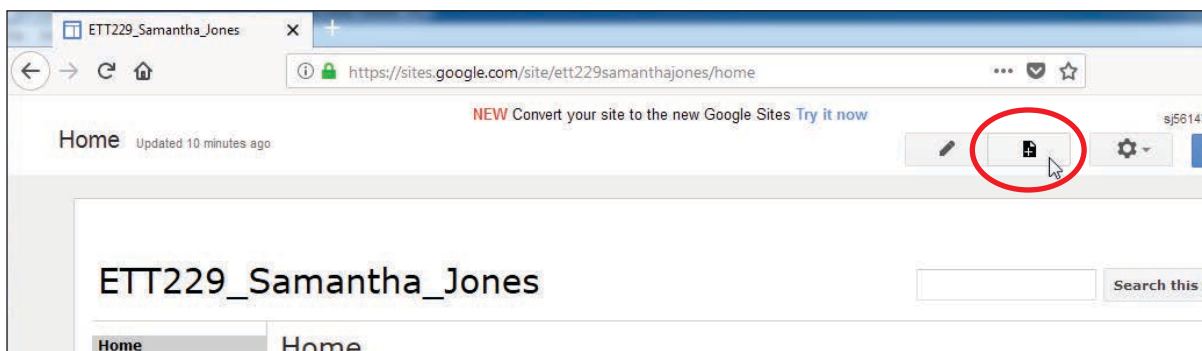 ETT229_Samantha_Jones
https://sites.google.com/site/ett229samanthajones/home
NEW Convert your site to the new Google Sites Try it now
sj5614
Home Updated 10 minutes ago
ETT229_Samantha_Jones
Search this
Home
Home